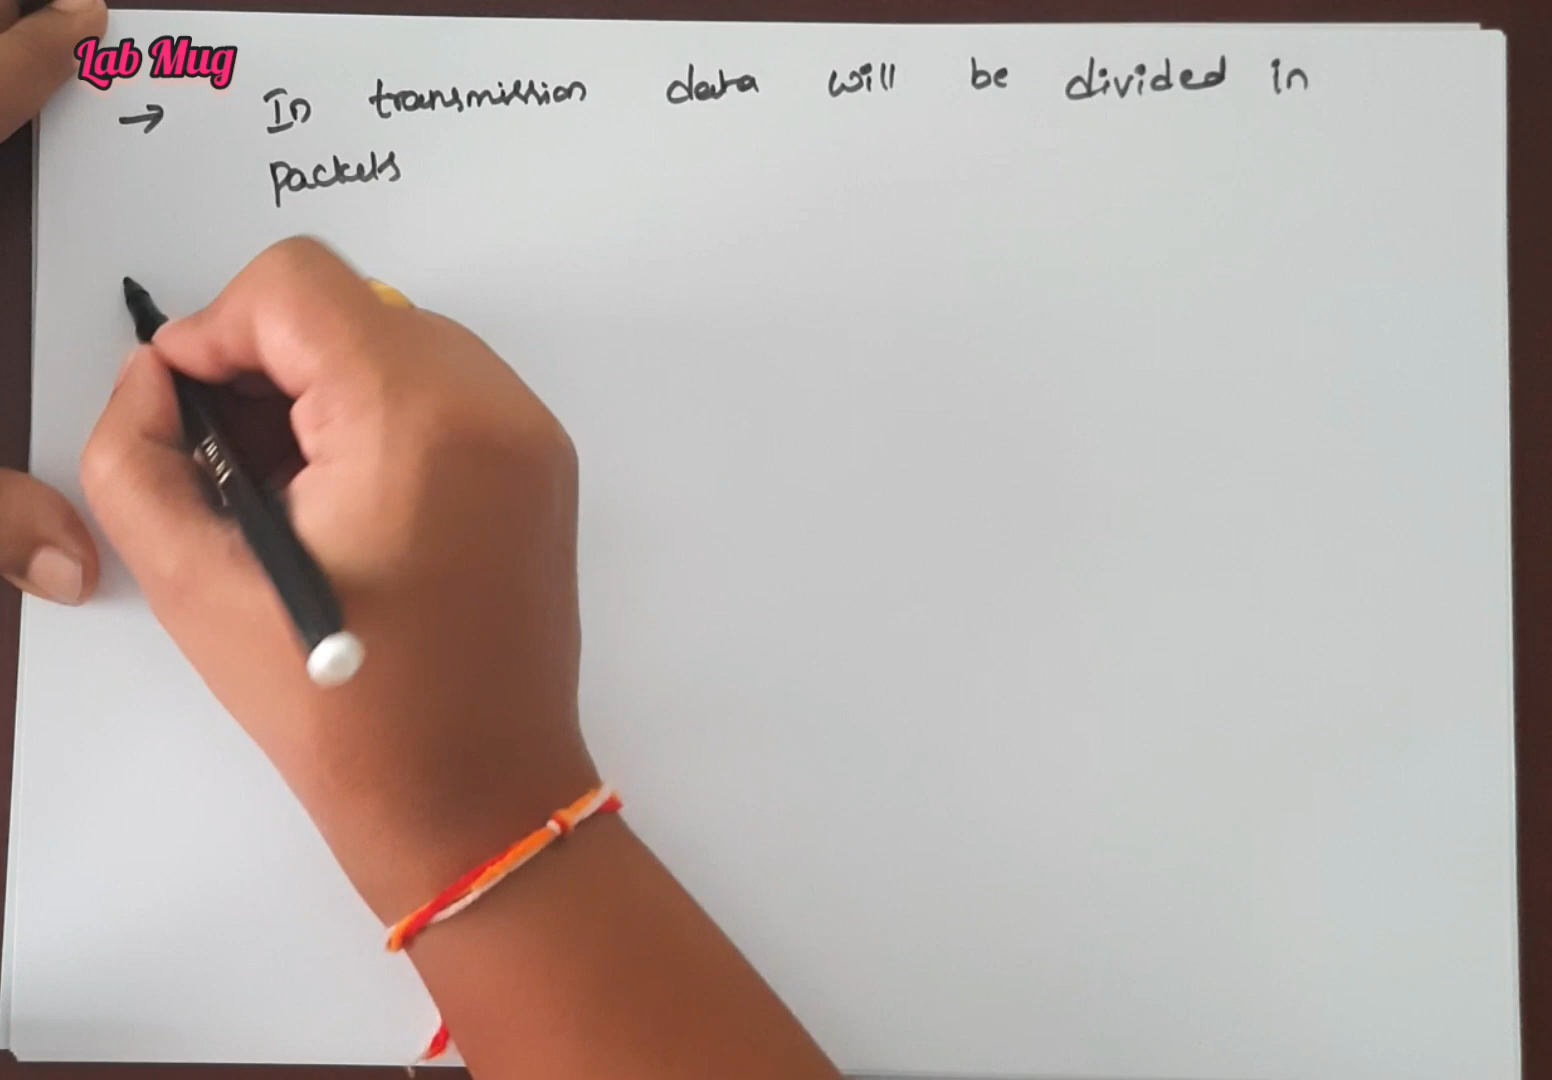 Lab Mug
→ In transmission data will be divided in
packets